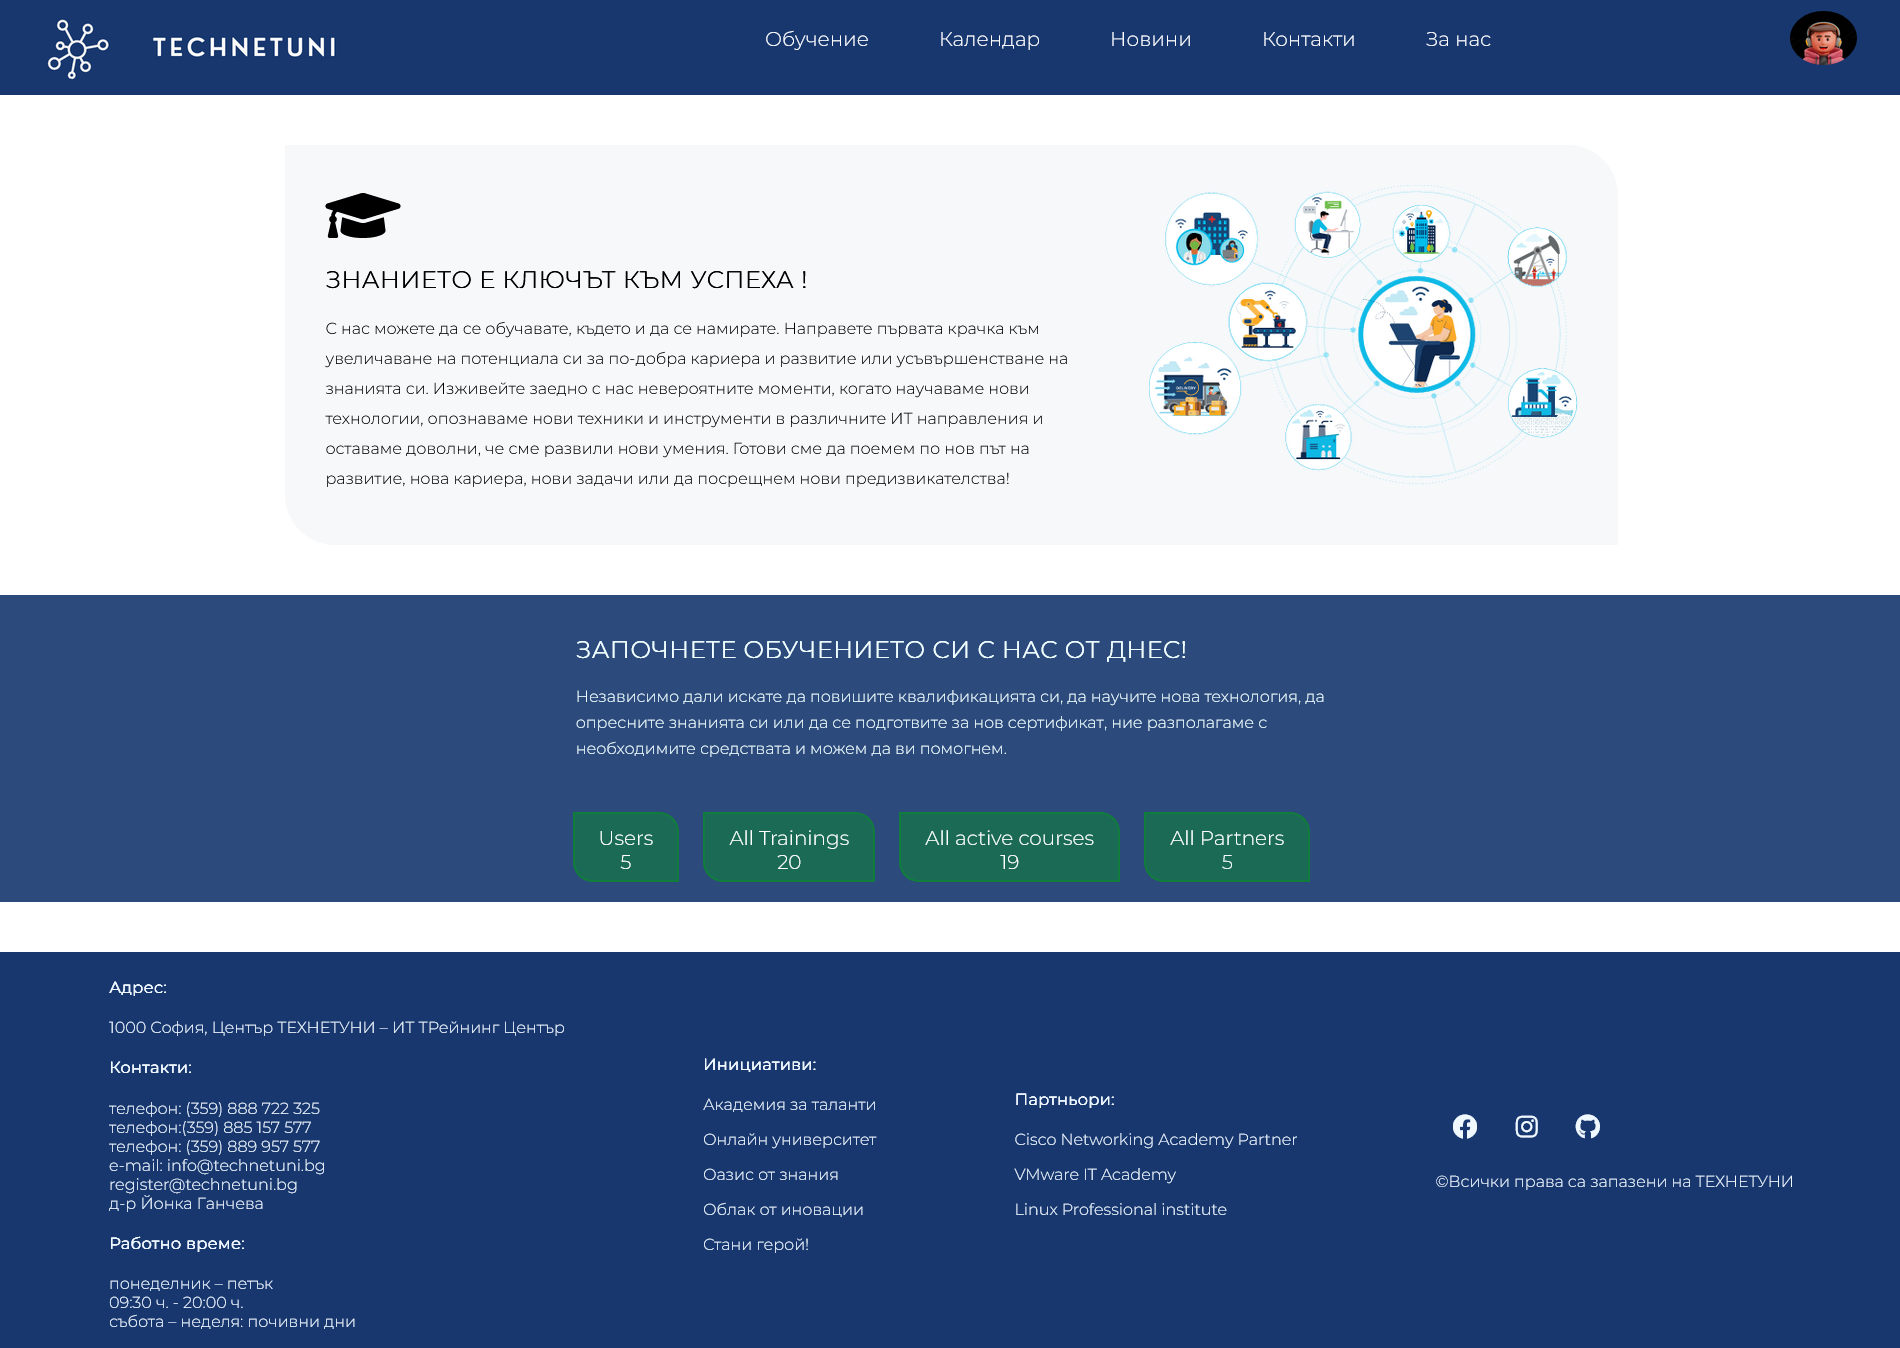 TECHNETUNI
Обучение
Календар
Новини
Контакти
За нас
ЗНАНИЕТО Е КЛЮЧЪТ КЪМ УСПЕХА !
С нас можете да се обучавате, където и да се намирате. Направете първата крачка към
увеличаване на потенциала си за по-добра кариера и развитие или усъвършенстване на
знанията си. Изживейте заедно с нас невероятните моменти, когато научаваме нови
технологии, опознаваме нови техники и инструменти в различните ИТ направления и
оставаме доволни, че сме развили нови умения. Готови сме да поемем по нов път на
развитие, нова кариера, нови задачи или да посрещнем нови предизвикателства!
DELIVERY
ЗАПОЧНЕТЕ ОБУЧЕНИЕТО СИ С НАС ОТ ДНЕС!
Независимо дали искате да повишите квалификацията си, да научите нова технология, да
опресните знанията си или да се подготвите за нов сертификат, ние разполагаме с
необходимите средствата и можем да ви помогнем.
Users
5
All Trainings
20
All active courses
19
All Partners
5
Адрес:
1000 София, Център ТЕХНЕТУНИ – ИТ ТРейнинг Център
Контакти:
телефон: (359) 888 722 325
телефон:(359) 885 157 577
телефон: (359) 889 957 577
e-mail: info@technetuni.bg
register@technetuni.bg
д-р Йонка Ганчева
Работно време:
понеделник – петък
09:30 ч. - 20:00 ч.
събота – неделя: почивни дни
Инициативи:
Академия за таланти
Онлайн университет
Оазис от знания
Облак от иновации
Стани герой!
Партньори:
Cisco Networking Academy Partner
VMware IT Academy
Linux Professional institute
©Всички права са запазени на ТЕХНЕТУНИ